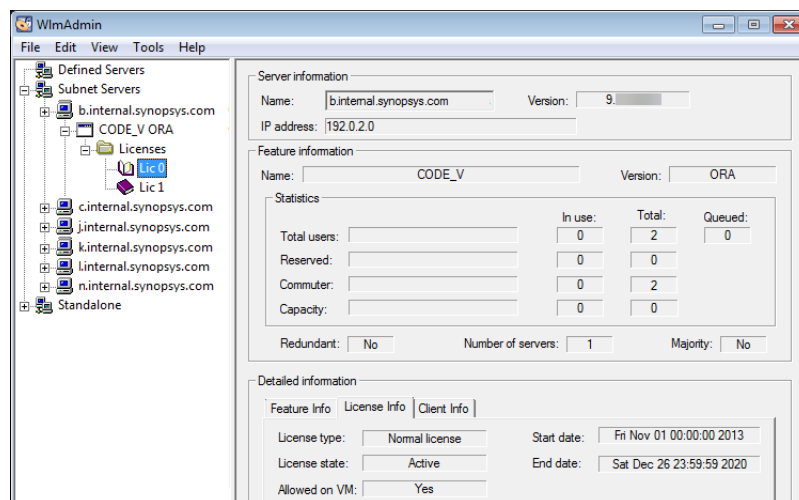 WlmAdmin
File Edit View Tools Help
Defined Servers
Subnet Servers
b.internal.synopsys.com
CODE_V ORA
Licenses
Lic 0
Lic 1
c.internal.synopsys.com
j.internal.synopsys.com
k.internal.synopsys.com
l.internal.synopsys.com
n.internal.synopsys.com
Standalone
Server information
Name: b.internal.synopsys.com Version: 9.
IP address: 192.0.2.0
Feature information
Name: CODE_V Version: ORA
Statistics
In use: Total: Queued:
Total users: 0 2 0
Reserved: 0 0
Commuter: 0 2
Capacity: 0 0
Redundant: No Number of servers: 1 Majority: No
Detailed information
Feature Info License Info Client Info
License type: Normal license Start date: Fri Nov 01 00:00:00 2013
License state: Active End date: Sat Dec 26 23:59:59 2020
Allowed on VM: Yes